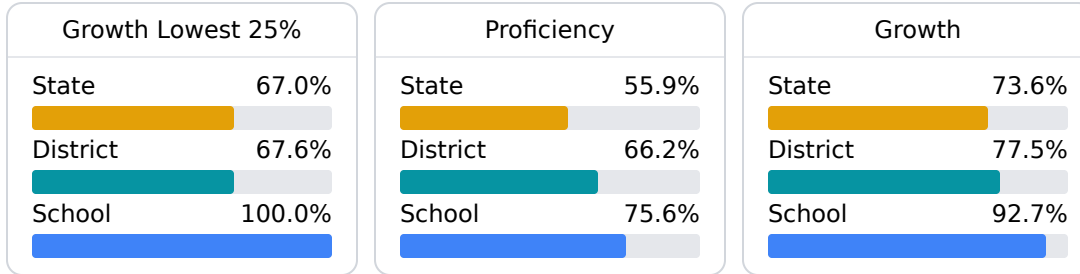 Growth Lowest 25%
State 67.0%
District 67.6%
School 100.0%
Proficiency
State 55.9%
District 66.2%
School 75.6%
Growth
State 73.6%
District 77.5%
School 92.7%